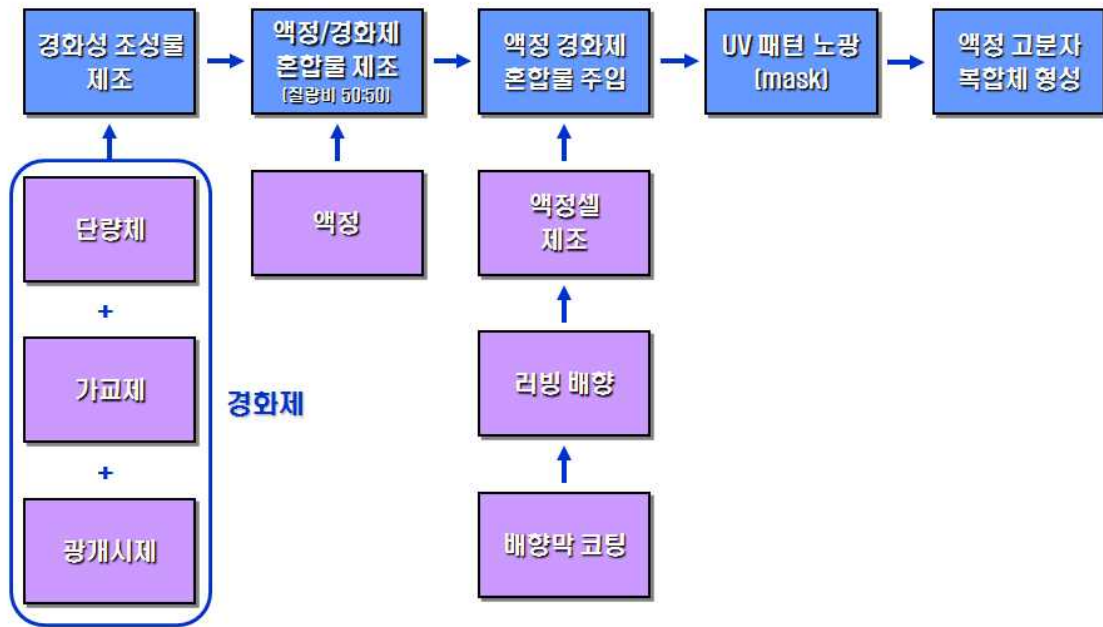 경화성 조성물
제조
액정/경화제
혼합물 제조
(질량비 50:50)
액정 경화제
혼합물 주입
UV 패턴 노광
(mask)
액정 고분자
복합체 형성
단량체
+
가교제
+
광개시제
경화제
액정
액정셀
제조
러빙 배향
배향막 코팅